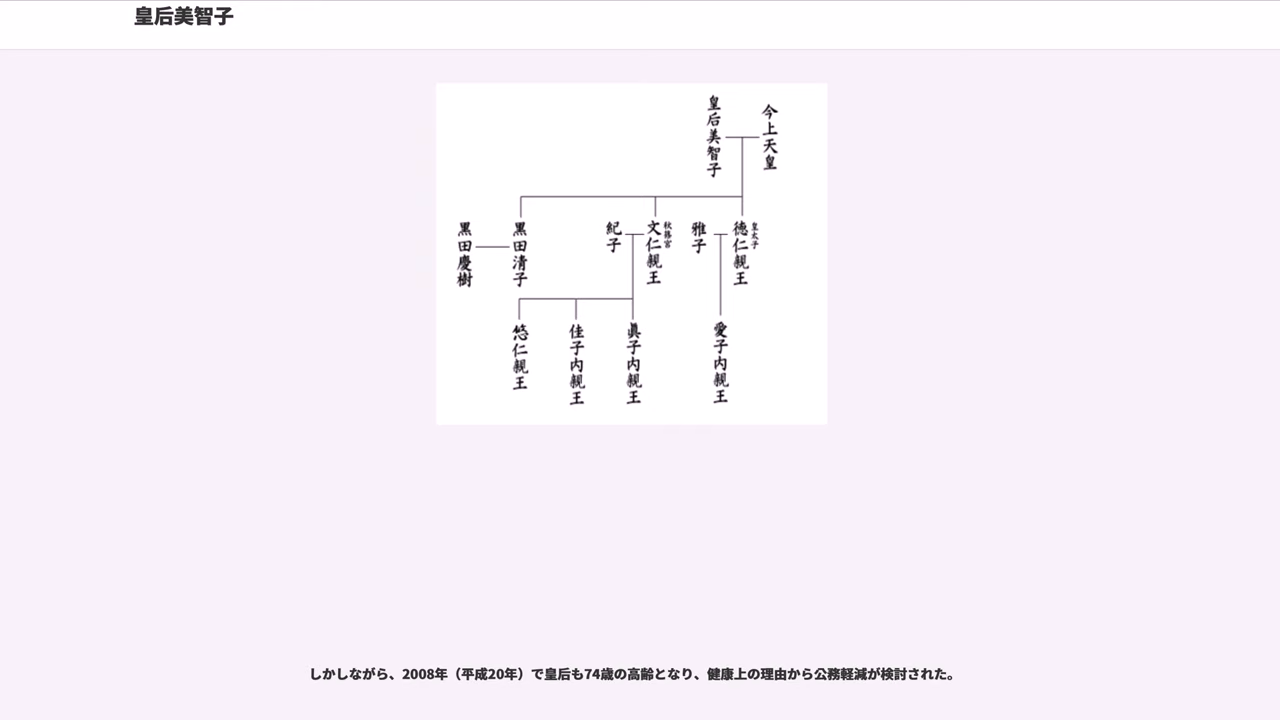 皇后美智子
今上天皇
皇后美智子
皇太子
徳仁親王
雅子
秋篠宮
文仁親王
紀子
黒田清子
黒田慶樹
愛子内親王
眞子内親王
佳子内親王
悠仁親王
しかしながら、2008年（平成20年）で皇后も74歳の高齢となり、健康上の理由から公務軽減が検討された。